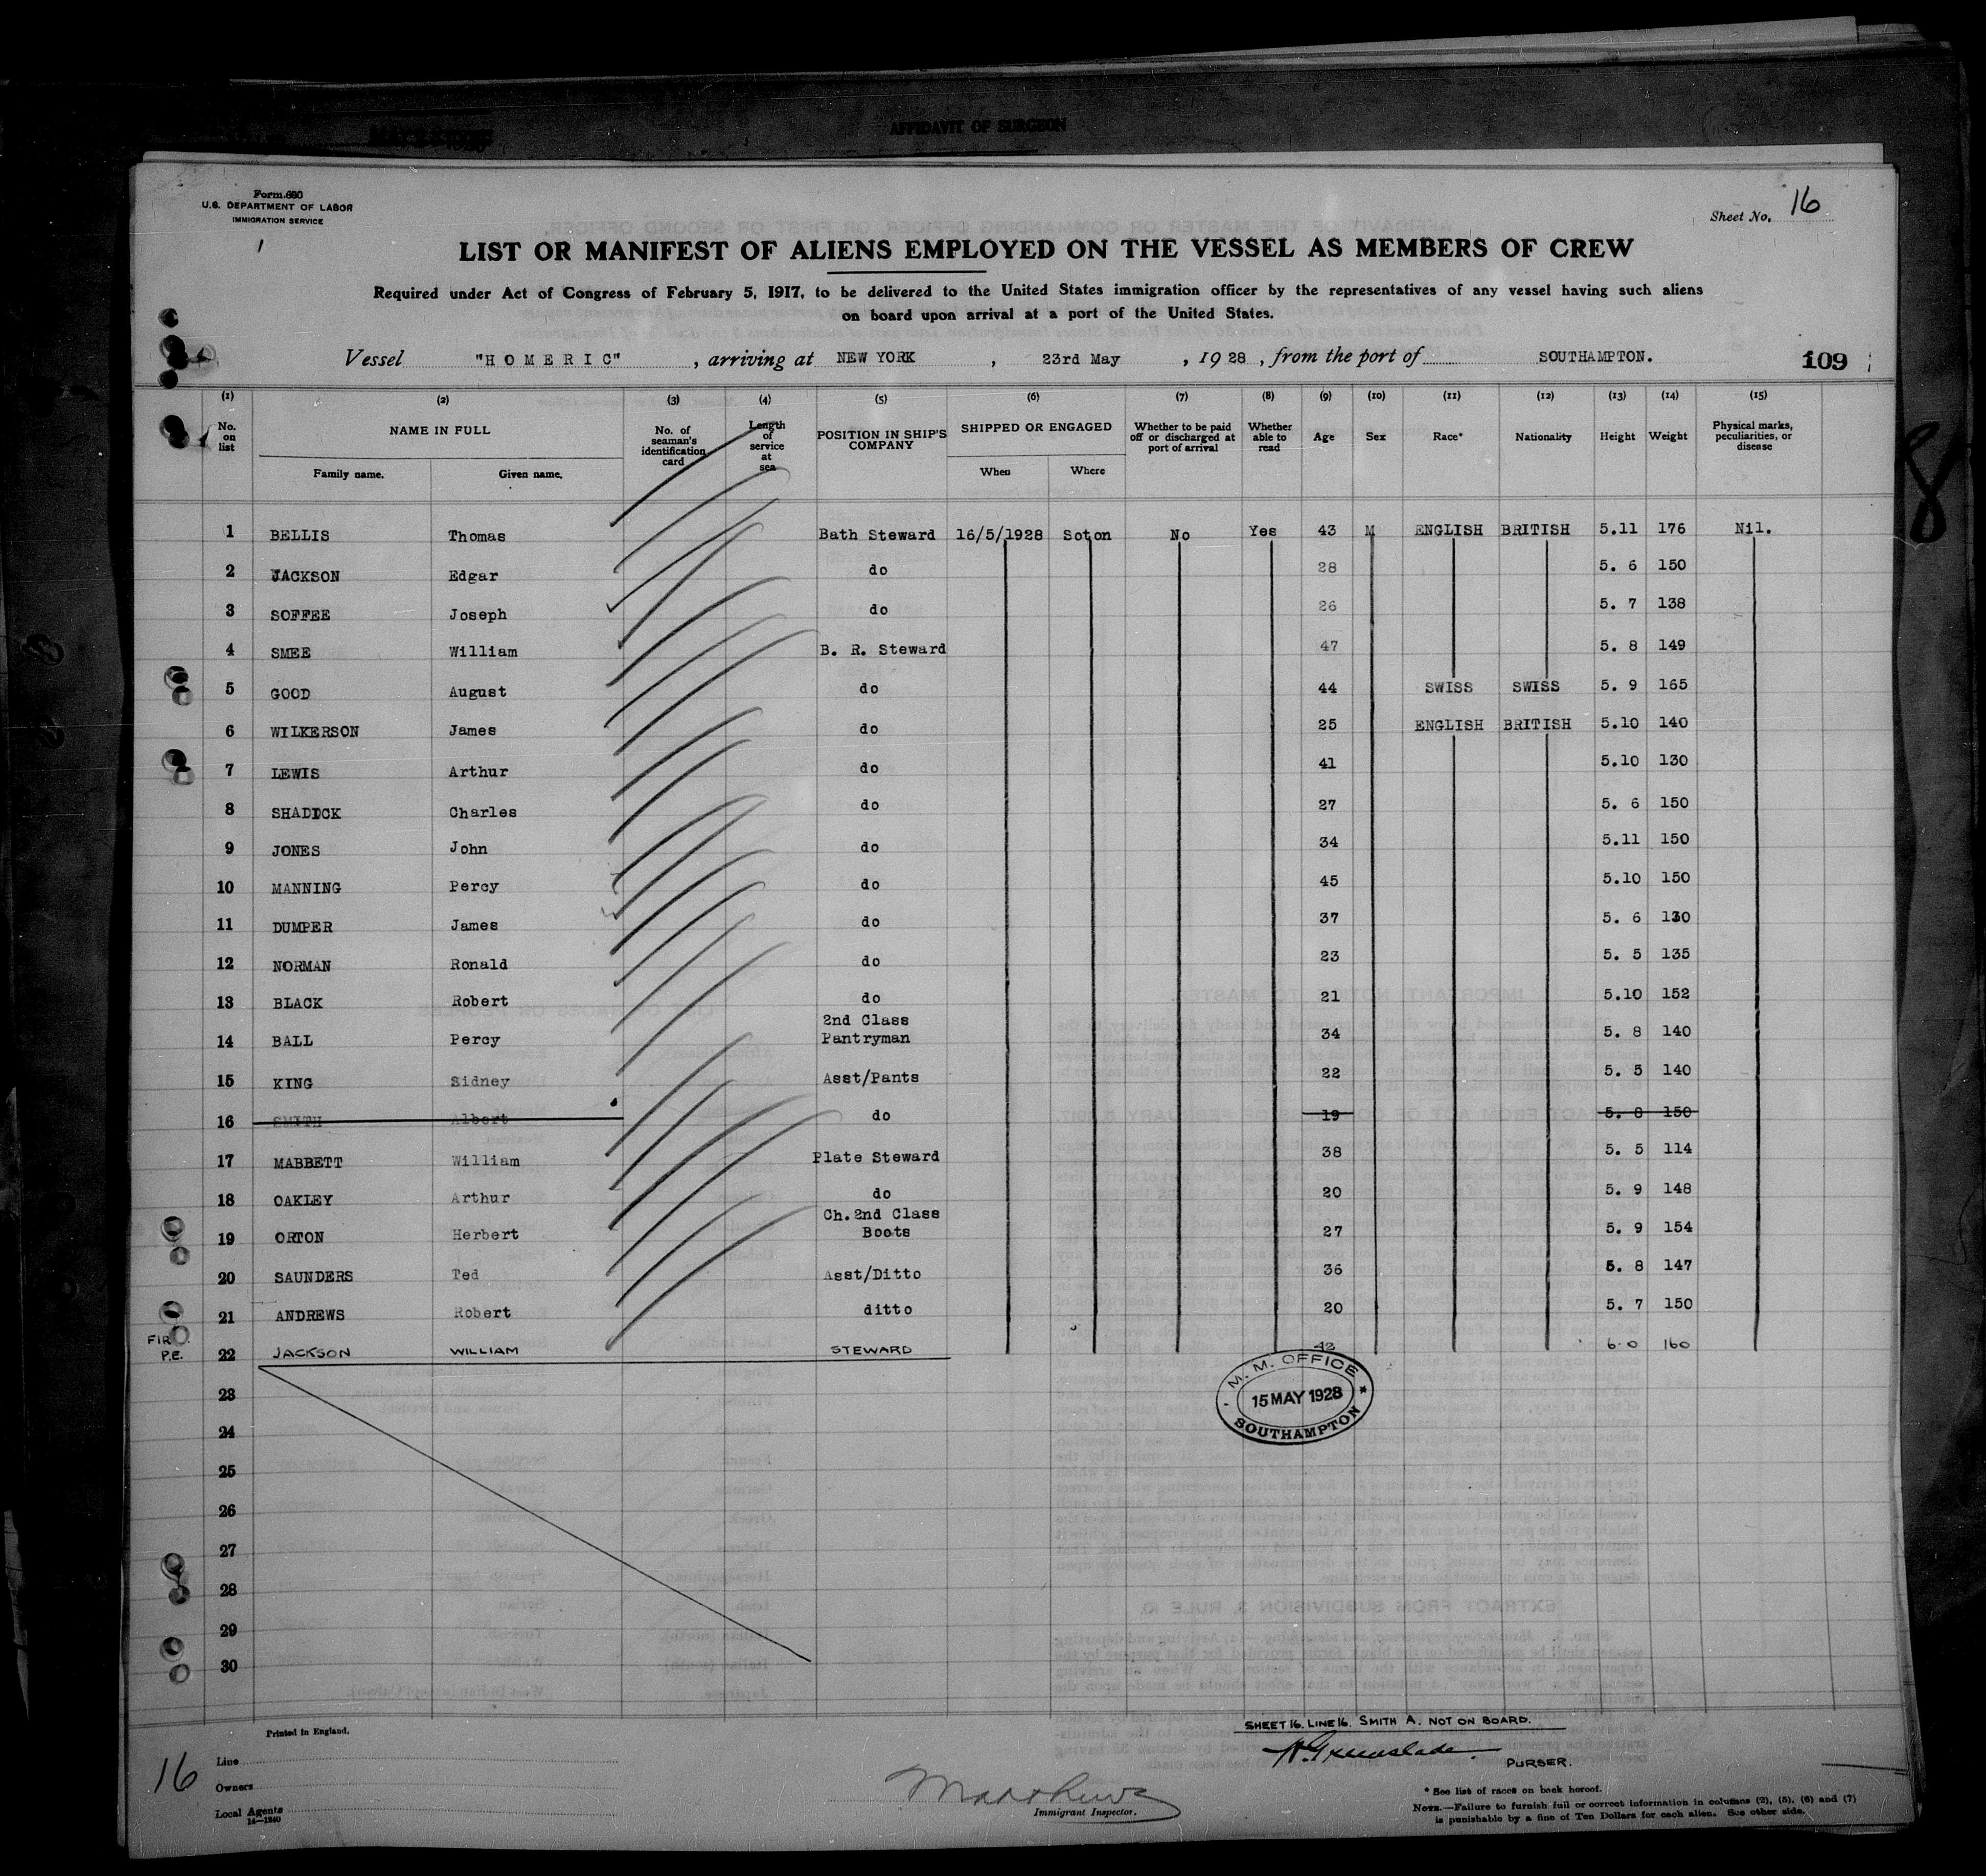 AFFIDAVIT OF SURGEON
Form 680
U.S. DEPARTMENT OF LABOR
IMMIGRATION SERVICE
Sheet No. 16
LIST OR MANIFEST OF ALIENS EMPLOYED ON THE VESSEL AS MEMBERS OF CREW
Required under Act of Congress of February 5, 1917, to be delivered to the United States immigration officer by the representatives of any vessel having such aliens
on board upon arrival at a port of the United States.
Vessel "HOMERIC", arriving at NEW YORK, 23rd May, 1928, from the port of SOUTHAMPTON. 109
(1) (2) (3) (4) (5) (6) (7) (8) (9) (10) (11) (12) (13) (14) (15)
No. on list NAME IN FULL Family name. Given name. No. of seaman's identification card Length of service at sea POSITION IN SHIP'S COMPANY SHIPPED OR ENGAGED When Where Whether to be paid off or discharged at port of arrival Whether able to read Age Sex Race* Nationality Height Weight Physical marks, peculiarities, or disease
1 BELLIS Thomas Bath Steward 16/5/1928 Soton No Yes 43 M ENGLISH BRITISH 5.11 176 Nil.
2 JACKSON Edgar do 28 5. 6 150
3 SOFFEE Joseph do 26 5. 7 138
4 SMEE William B. R. Steward 47 5. 8 149
5 GOOD August do 44 SWISS SWISS 5. 9 165
6 WILKERSON James do 25 ENGLISH BRITISH 5.10 140
7 LEWIS Arthur do 41 5.10 130
8 SHADDCK Charles do 27 5. 6 150
9 JONES John do 34 5.11 150
10 MANNING Percy do 45 5.10 150
11 DUMPER James do 37 5. 6 130
12 NORMAN Ronald do 23 5. 5 135
13 BLACK Robert do 21 5.10 152
14 BALL Percy 2nd Class Pantryman 34 5. 8 140
15 KING Sidney Asst/Pants 22 5. 5 140
16 SMITH Albert do 19 5. 8 150
17 MABBETT William Plate Steward 38 5. 5 114
18 OAKLEY Arthur do 20 5. 9 148
19 ORTON Herbert Ch.2nd Class Boots 27 5. 9 154
20 SAUNDERS Ted Asst/Ditto 36 5. 8 147
21 ANDREWS Robert ditto 20 5. 7 150
P.E. 22 JACKSON WILLIAM STEWARD 6.0 160
23
M. M. OFFICE
15 MAY 1928
SOUTHAMPTON
24
25
26
27
28
29
30
8
Printed in England.
SHEET 16. LINE 16. SMITH A. NOT ON BOARD.
Line
16
Owners
PURSER.
Local Agents
14—1240
Immigrant Inspector.
* See list of races on back hereof.
NOTE.—Failure to furnish full or correct information in columns (2), (5), (6) and (7)
is punishable by a fine of Ten Dollars for each alien. See other side.